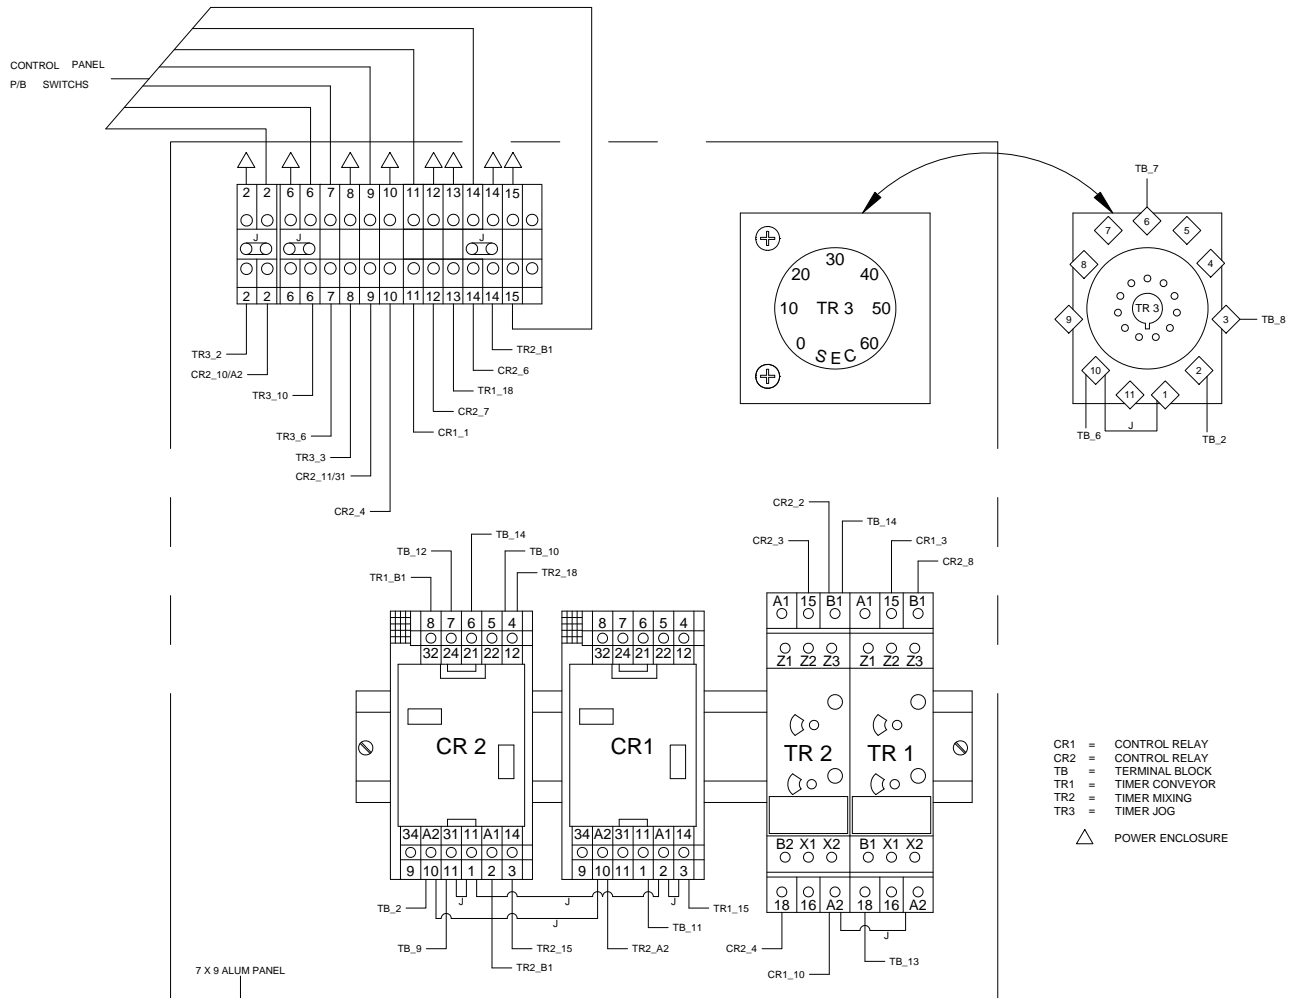 CONTROL PANEL
P/B SWITCHS
2 2 6 6 7 8 9 10 11 12 13 14 14 15
J J J
2 2 6 6 7 8 9 10 11 12 13 14 14 15
TR3_2
CR2_10/A2
TR3_10
TR3_6
TR3_3
CR2_11/31
CR2_4
TR2_B1
CR2_6
TR1_18
CR2_7
CR1_1
0 10 20 30 40 50 60
TR 3
SEC
TB_7
7 6 5
8 4
9 TR 3 3 TB_8
10 2
11 1
TB_6 J TB_2
TB_14
TB_12
TB_10
TR1_B1
TR2_18
8 7 6 5 4
32 24 21 22 12
CR 2
34 A2 31 11 A1 14
9 10 11 1 2 3
8 7 6 5 4
32 24 21 22 12
CR1
34 A2 31 11 A1 14
9 10 11 1 2 3
J J J
J
TB_2
TB_9
TR2_15
TR2_B1
TR1_15
TB_11
TR2_A2
CR2_2
TB_14
CR2_3
CR1_3
CR2_8
A1 15 B1 A1 15 B1
Z1 Z2 Z3 Z1 Z2 Z3
TR 2 TR 1
B2 X1 X2 B1 X1 X2
18 16 A2 18 16 A2
J
CR2_4
TB_13
CR1_10
CR1 = CONTROL RELAY
CR2 = CONTROL RELAY
TB = TERMINAL BLOCK
TR1 = TIMER CONVEYOR
TR2 = TIMER MIXING
TR3 = TIMER JOG
POWER ENCLOSURE
7 X 9 ALUM PANEL